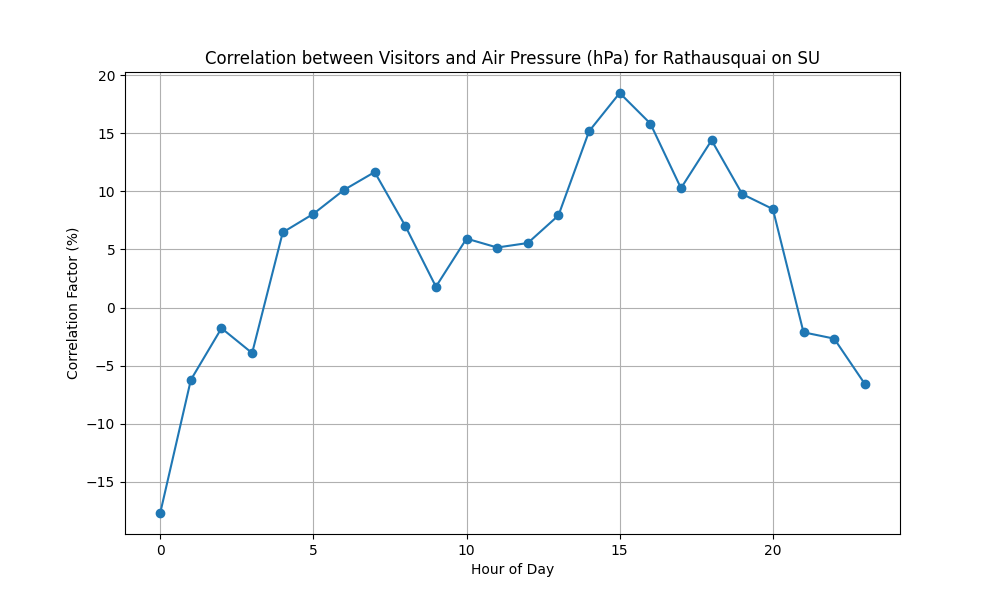 Correlation between Visitors and Air Pressure (hPa) for Rathausquai on SU
Correlation Factor (%)
20
15
10
5
0
−5
−10
−15
0 5 10 15 20
Hour of Day